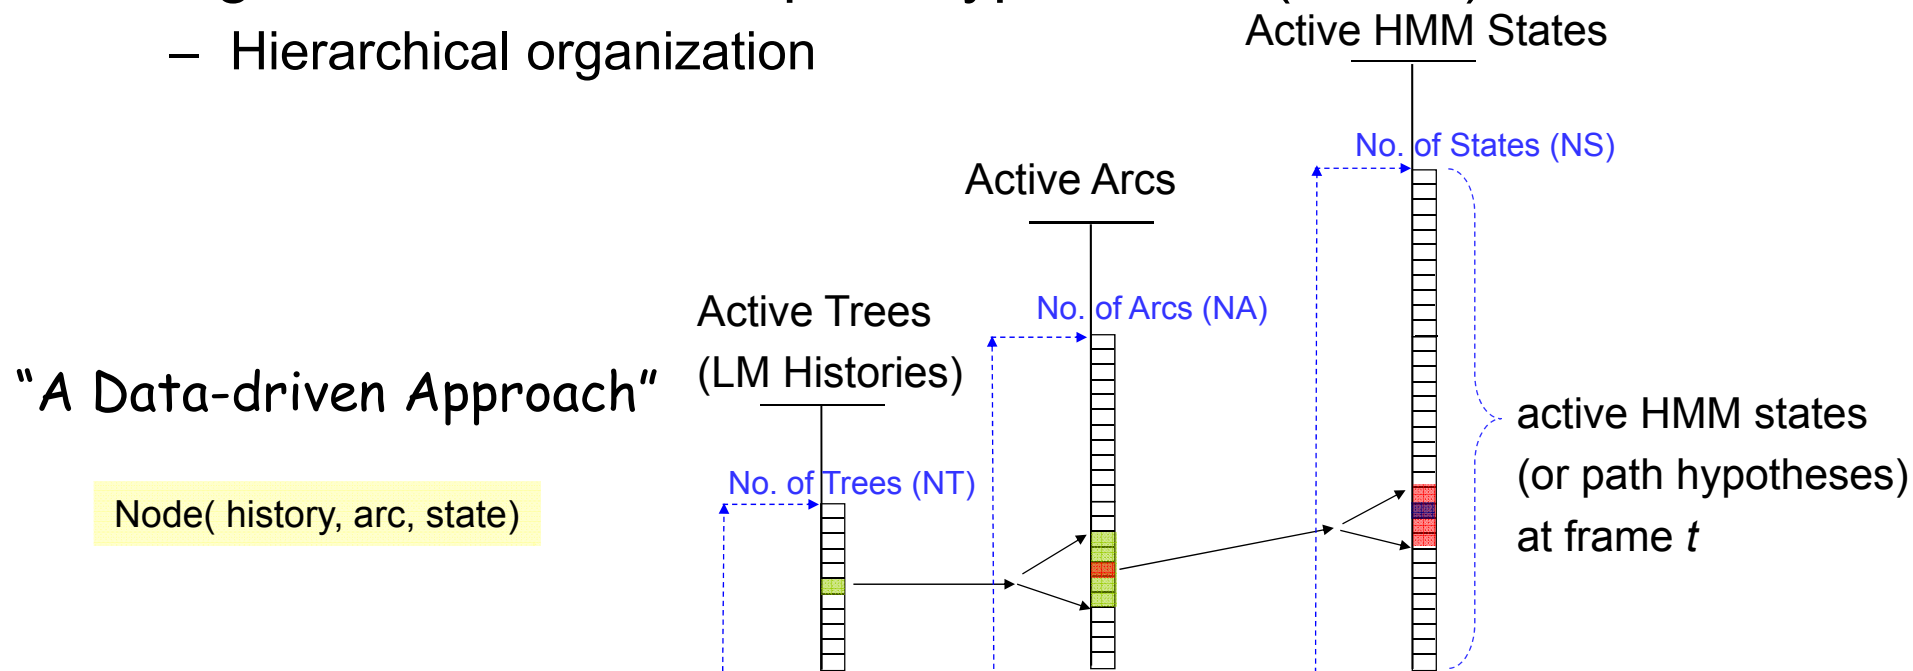 – Hierarchical organization
Active HMM States
No. of States (NS)
Active Arcs
No. of Arcs (NA)
Active Trees
(LM Histories)
"A Data-driven Approach"
No. of Trees (NT)
Node( history, arc, state)
active HMM states
(or path hypotheses)
at frame t